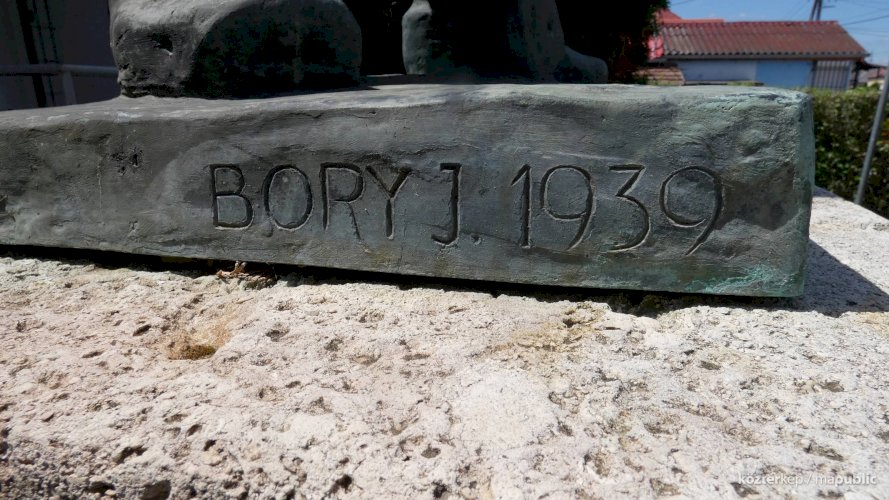 BORY J. 1939
közterkep / mapublic